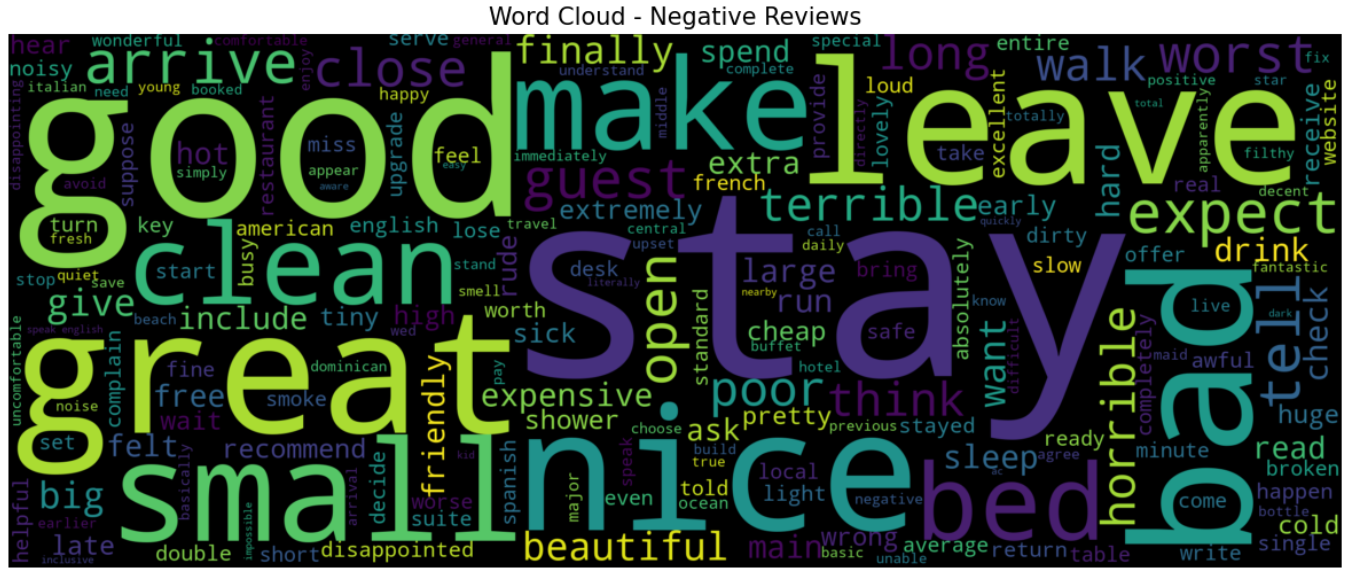 Word Cloud - Negative Reviews
hear wonderful comfortable serve general finally spend special entire worst fix
noisy arrive close understand complete long walk positive star
italian need young booked happy make loud leave totally total
disappointing good middle provide excellent apparently receive website
suppose hot restaurant miss upgrade feel immediately extra directly lovely take filthy
avoid simply appear easy aware guest french hard real decent
turn key american english lose travel extremely terrible early expect
fresh clean busy stand central upset call daily quickly dirty drink
quiet start rude desk open large bring slow offer fantastic
stop save smell literally stay nearby run absolutely know bad live tell
give beach include tiny high worth sick standard cheap safe want horrible dark check
speak english wed buffet difficult completely maid awful
uncomfortable great dominican pay expensive hotel poor think huge
complain fine free smoke friendly shower choose pretty previous stayed ready minute read
noise wait nice ask build agree
set felt recommend decide spanish speak true local sleep ac bed come broken
big small kid worse major even told light negative happen
helpful basically arrival suite ocean bottle cold
earlier late impossible beautiful main wrong average return write single
inclusive double short disappointed basic unable table